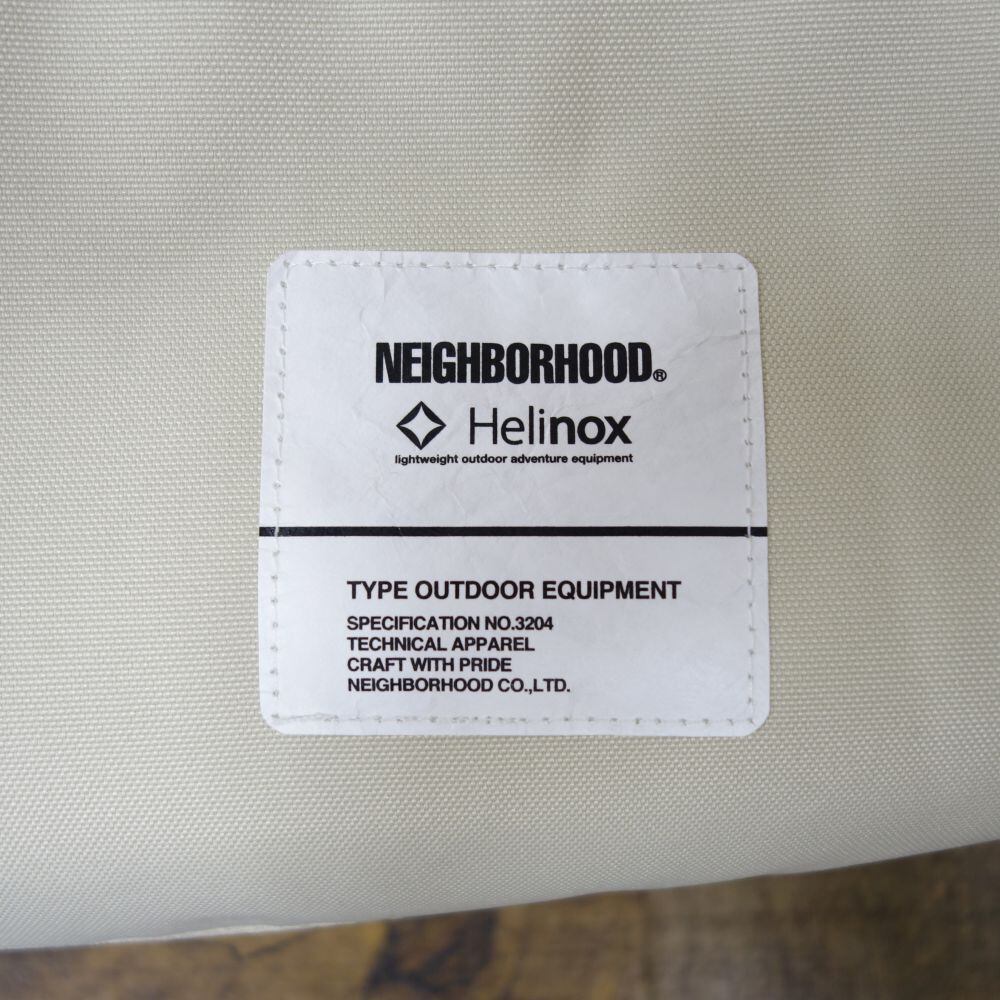 NEIGHBORHOOD®
Helinox
lightweight outdoor adventure equipment
TYPE OUTDOOR EQUIPMENT
SPECIFICATION NO.3204
TECHNICAL APPAREL
CRAFT WITH PRIDE
NEIGHBORHOOD CO.,LTD.